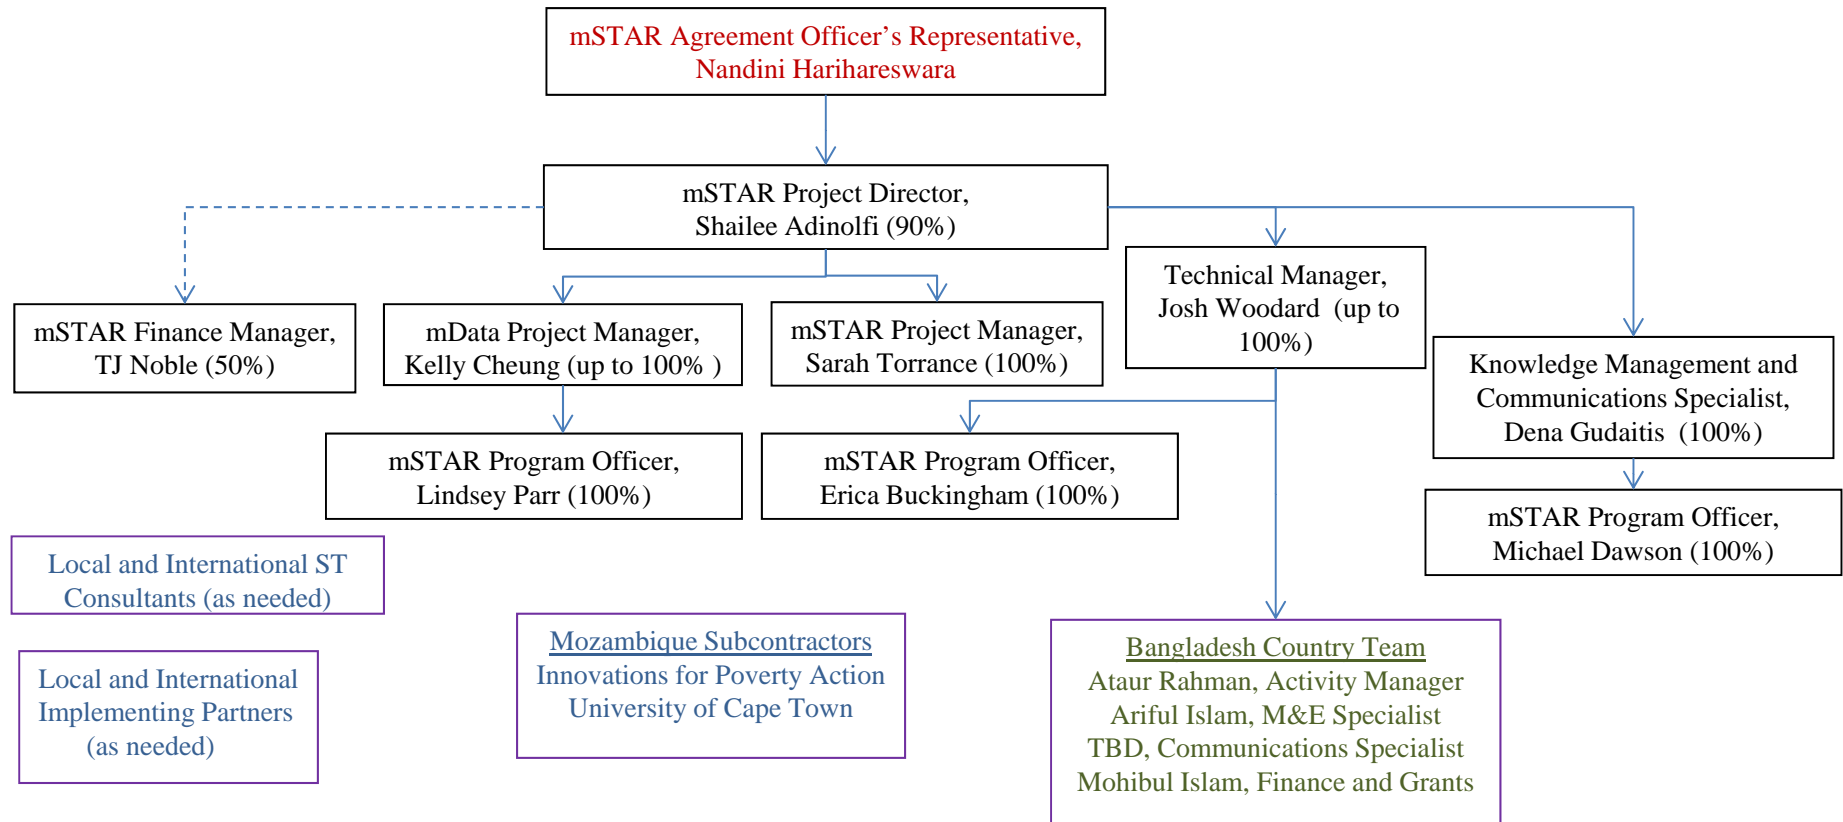 mSTAR Agreement Officer’s Representative,
Nandini Harihareswara
mSTAR Project Director,
Shailee Adinolfi (90%)
mSTAR Finance Manager,
TJ Noble (50%)
mData Project Manager,
Kelly Cheung (up to 100% )
mSTAR Project Manager,
Sarah Torrance (100%)
Technical Manager,
Josh Woodard (up to
100%)
Knowledge Management and
Communications Specialist,
Dena Gudaitis (100%)
mSTAR Program Officer,
Lindsey Parr (100%)
mSTAR Program Officer,
Erica Buckingham (100%)
mSTAR Program Officer,
Michael Dawson (100%)
Local and International ST
Consultants (as needed)
Local and International
Implementing Partners
(as needed)
Mozambique Subcontractors
Innovations for Poverty Action
University of Cape Town
Bangladesh Country Team
Ataur Rahman, Activity Manager
Ariful Islam, M&E Specialist
TBD, Communications Specialist
Mohibul Islam, Finance and Grants